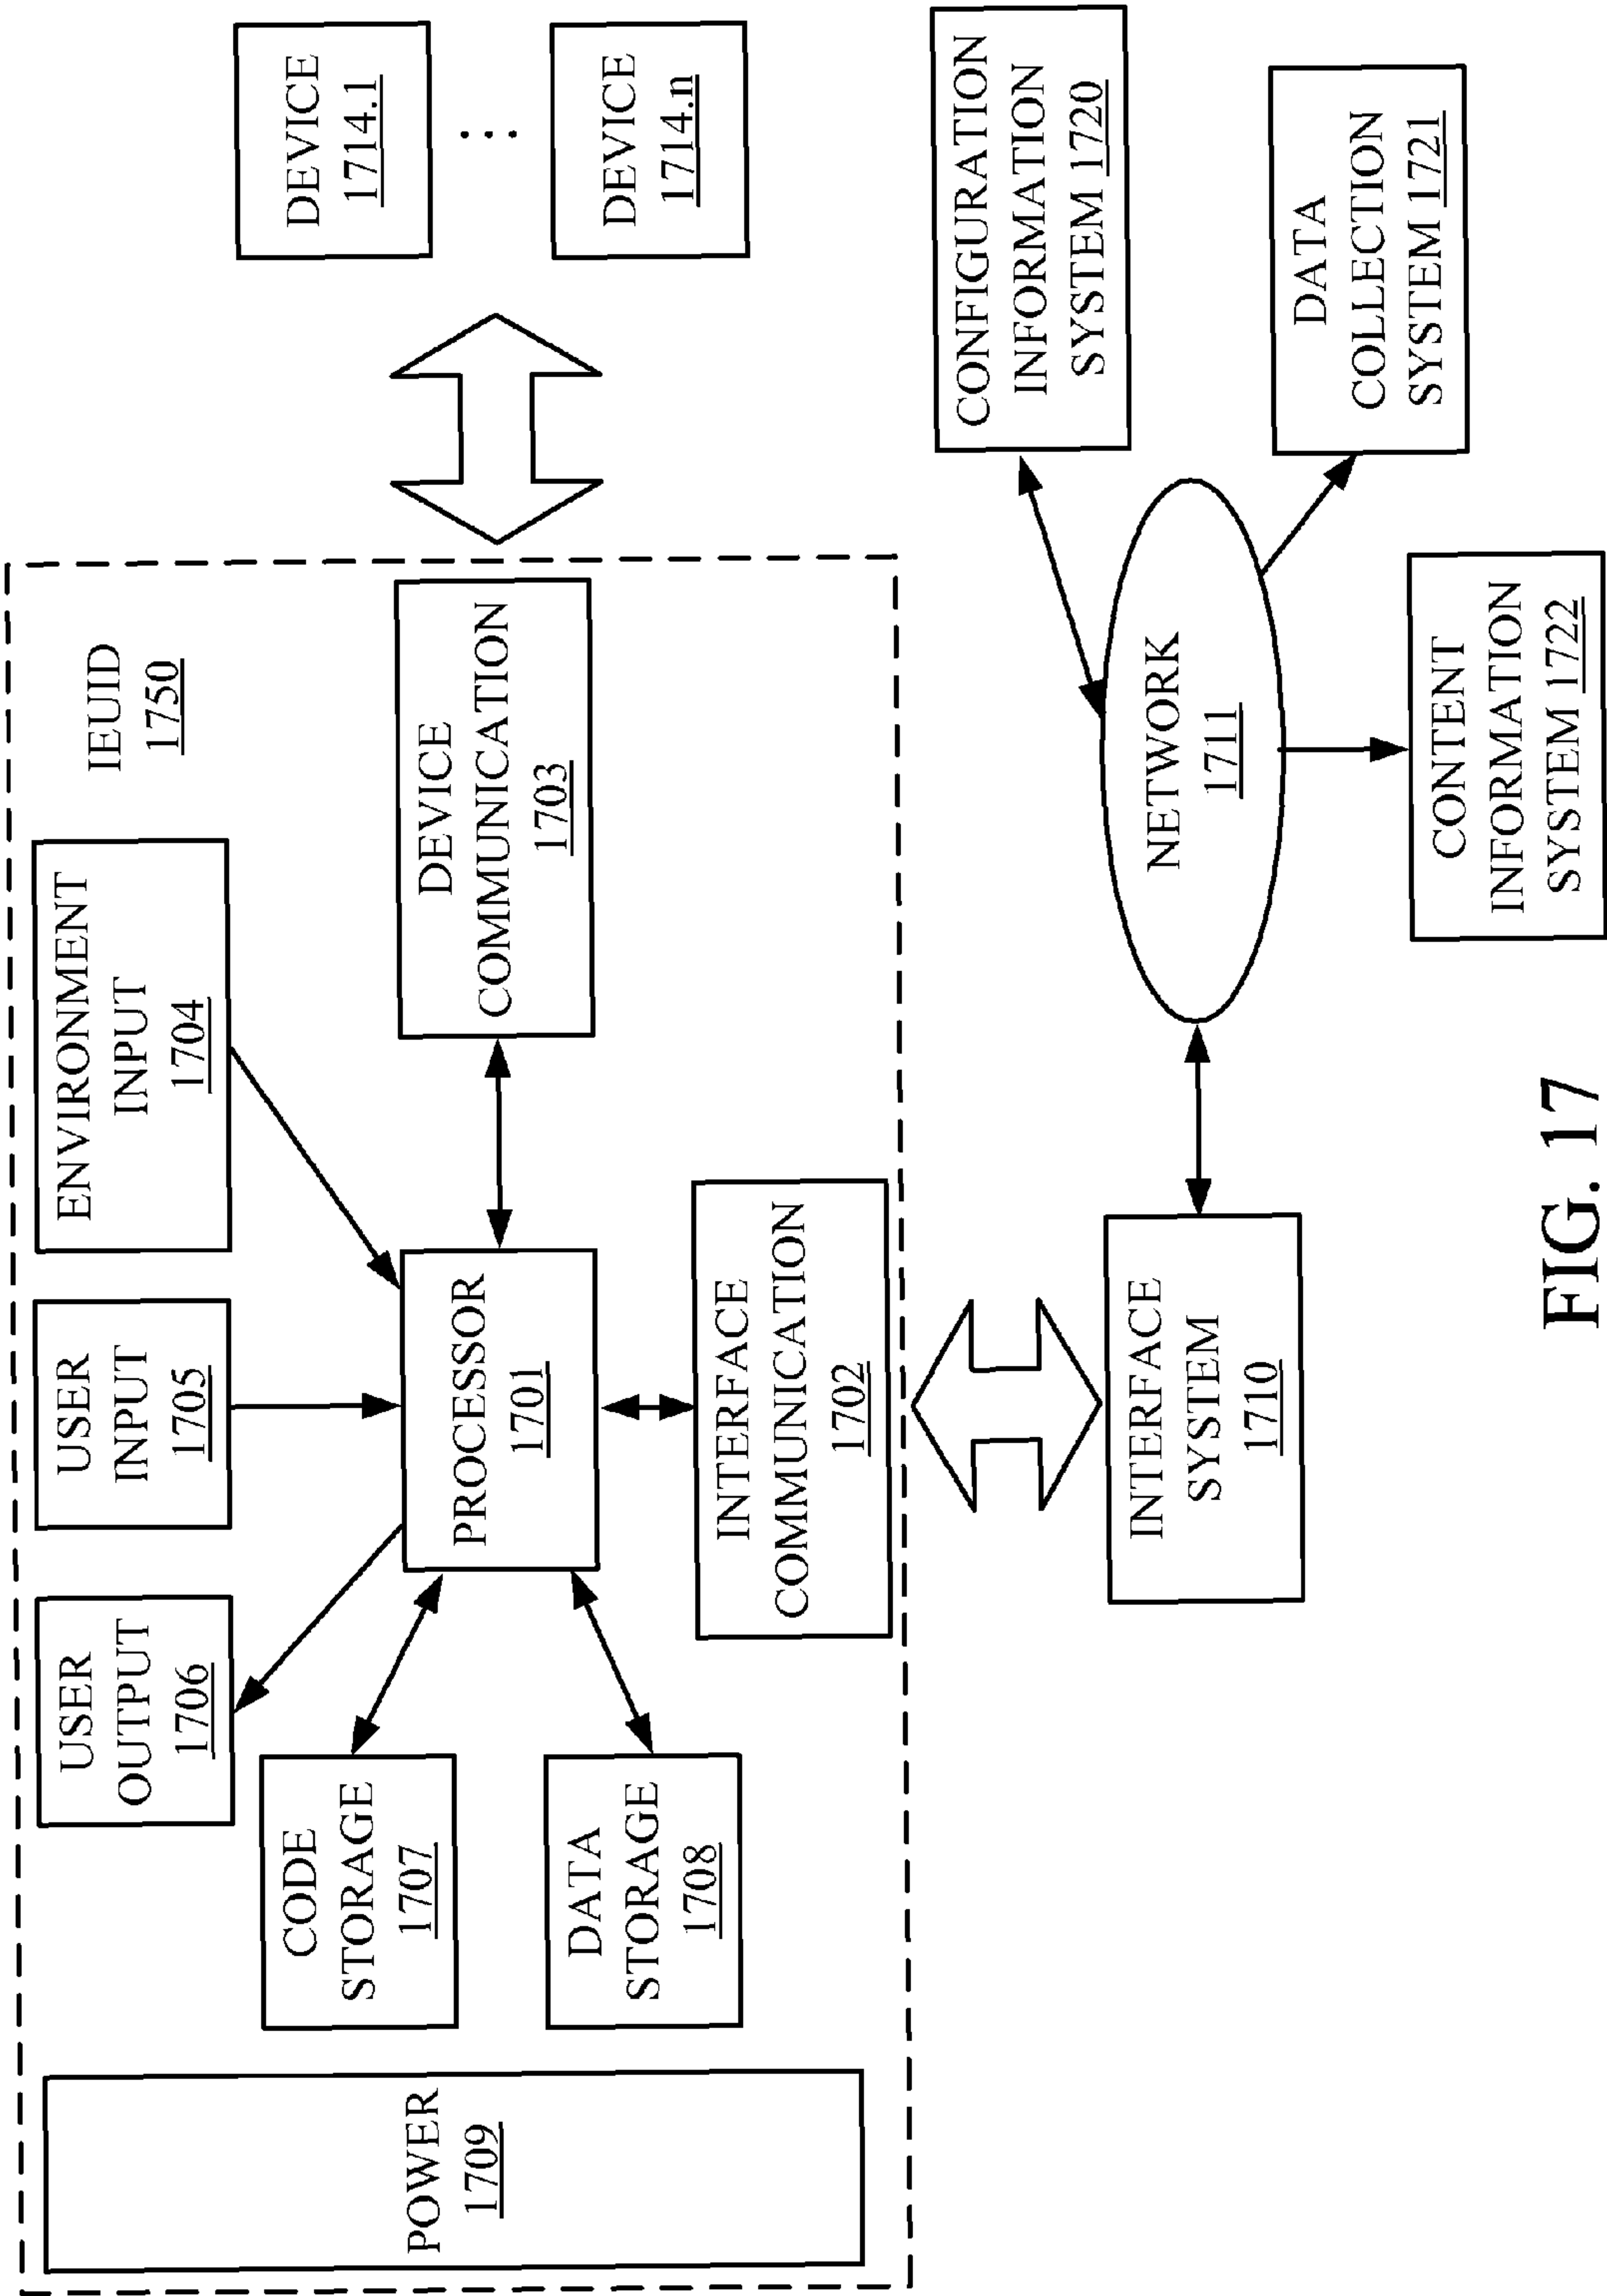 IEUID
1750
POWER
1709
USER
OUTPUT
1706
USER
INPUT
1705
ENVIRONMENT
INPUT
1704
CODE
STORAGE
1707
DATA
STORAGE
1708
PROCESSOR
1701
DEVICE
COMMUNICATION
1703
INTERFACE
COMMUNICATION
1702
DEVICE
1714.1
...
DEVICE
1714.n
INTERFACE
SYSTEM
1710
NETWORK
1711
CONFIGURATION
INFORMATION
SYSTEM 1720
DATA
COLLECTION
SYSTEM 1721
CONTENT
INFORMATION
SYSTEM 1722
FIG. 17